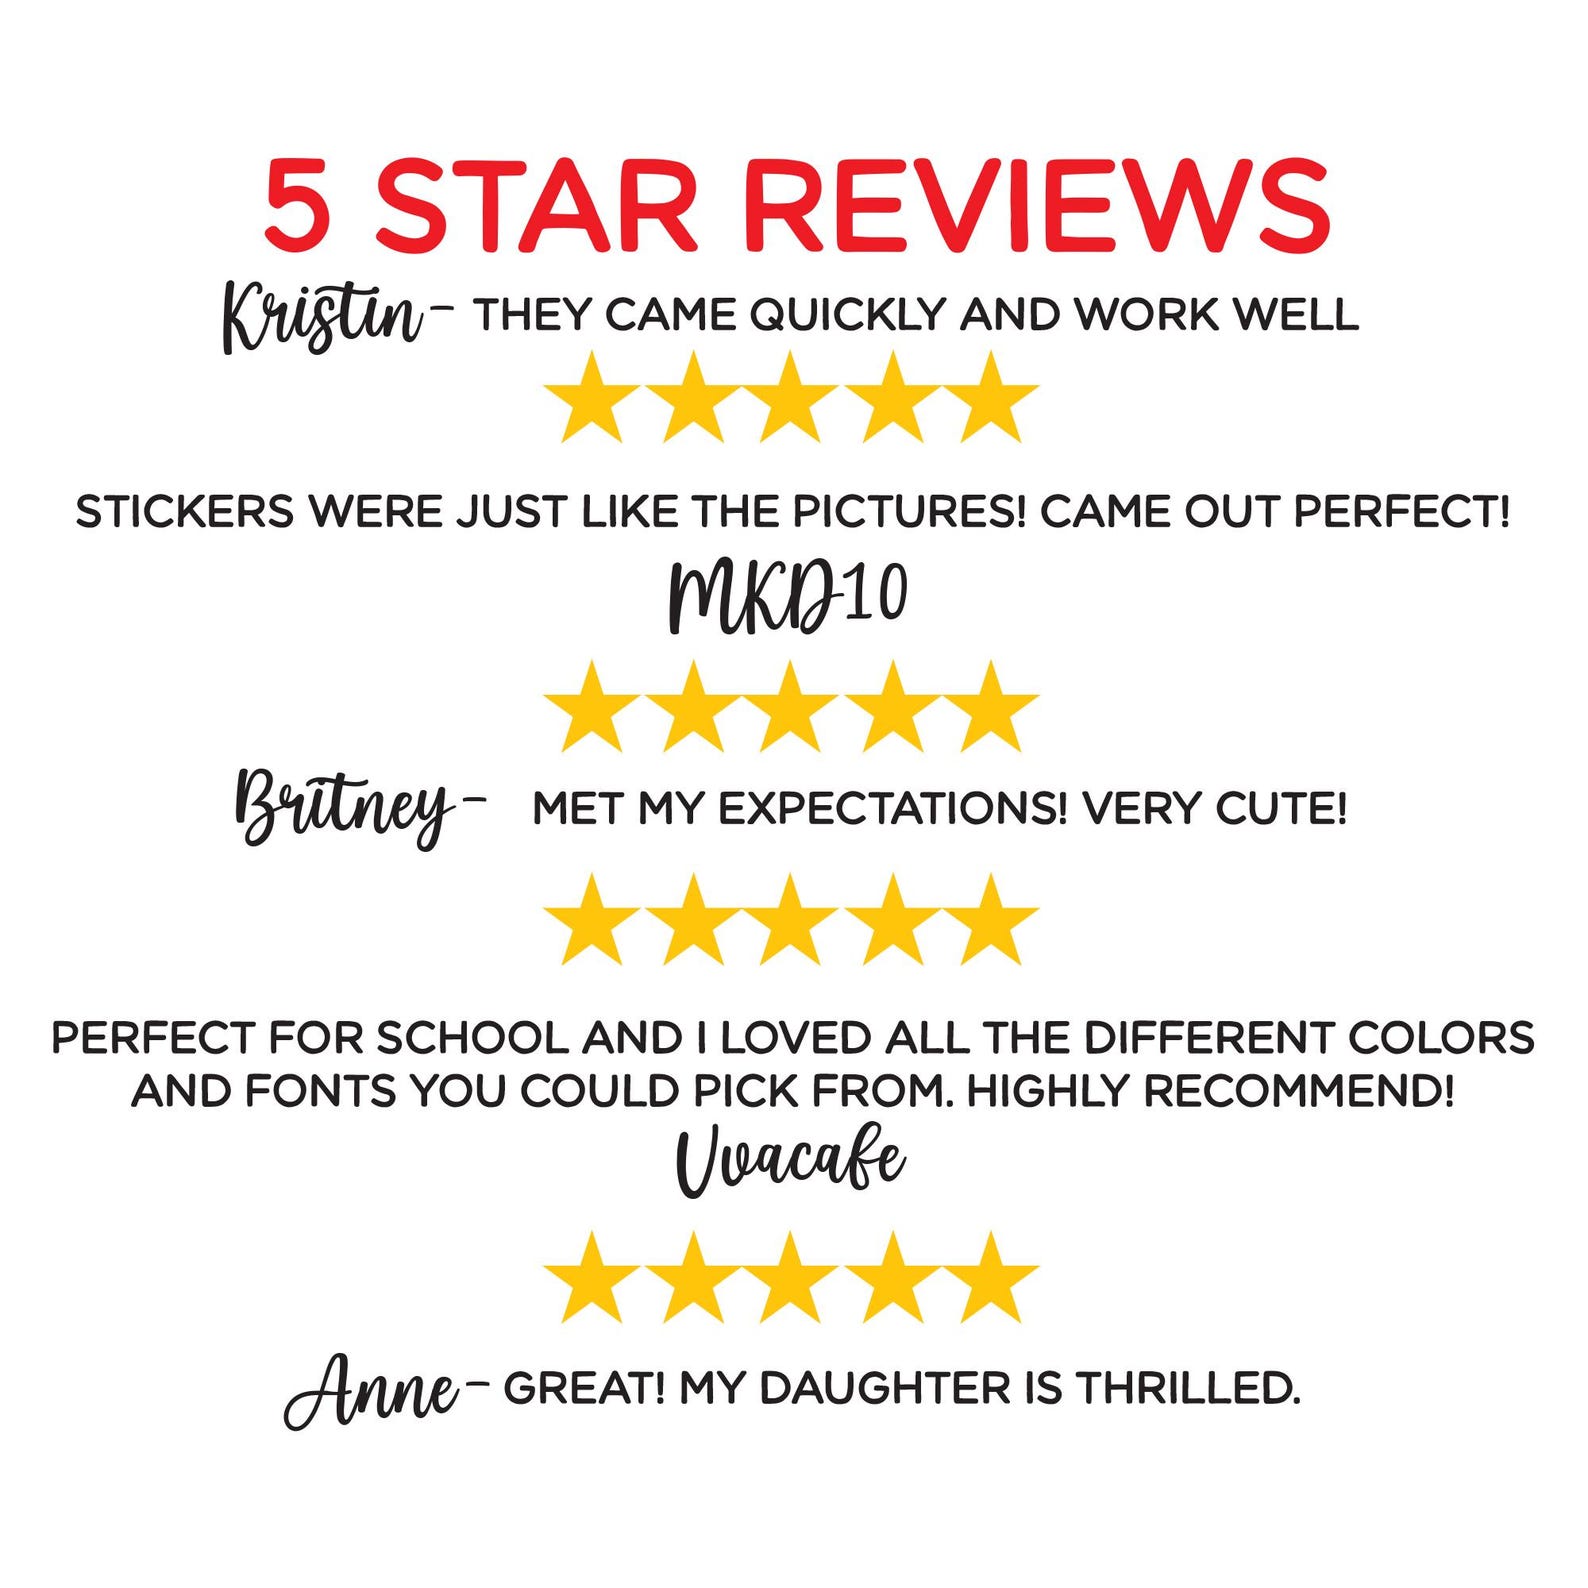 5 STAR REVIEWS
Kristin - THEY CAME QUICKLY AND WORK WELL
STICKERS WERE JUST LIKE THE PICTURES! CAME OUT PERFECT!
MKD10
Britney - MET MY EXPECTATIONS! VERY CUTE!
PERFECT FOR SCHOOL AND I LOVED ALL THE DIFFERENT COLORS
AND FONTS YOU COULD PICK FROM. HIGHLY RECOMMEND!
Uvacafe
Anne - GREAT! MY DAUGHTER IS THRILLED.